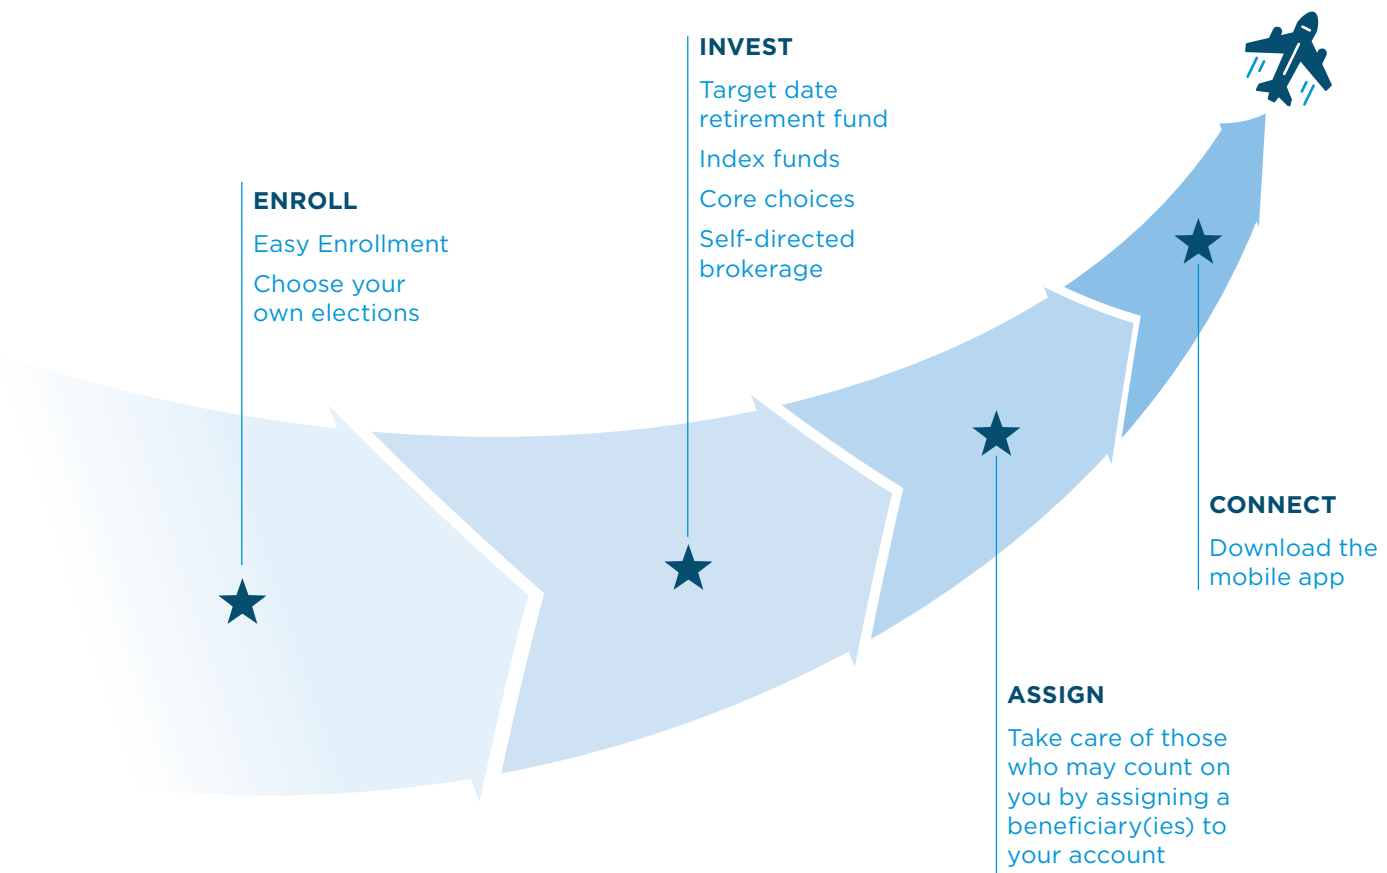 ENROLL
Easy Enrollment
Choose your
own elections
INVEST
Target date
retirement fund
Index funds
Core choices
Self-directed
brokerage
ASSIGN
Take care of those
who may count on
you by assigning a
beneficiary(ies) to
your account
CONNECT
Download the
mobile app